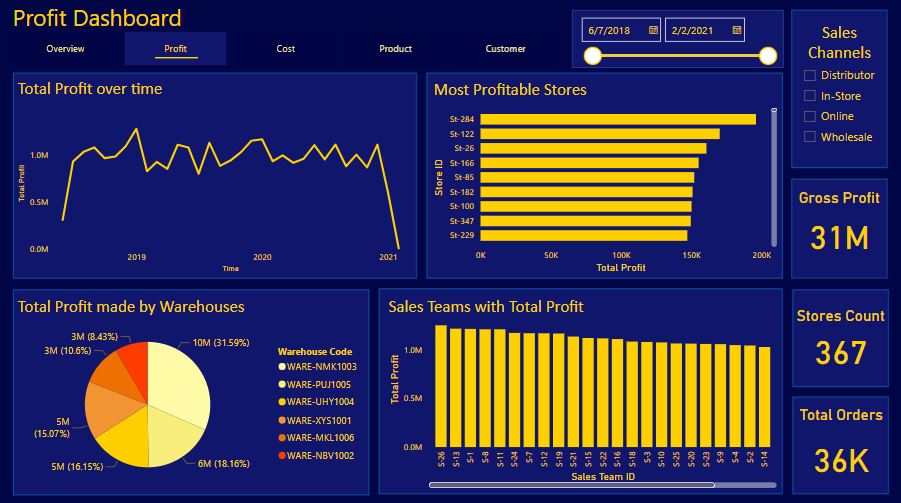 Profit Dashboard
Overview
Profit
Cost
Product
Customer
6/7/2018
2/2/2021
Sales
Channels
Distributor
In-Store
Online
Wholesale
Total Profit over time
Total Profit
1.0M
0.5M
0.0M
2019
2020
2021
Time
Most Profitable Stores
Store ID
St-284
St-122
St-26
St-166
St-85
St-182
St-100
St-347
St-229
0K
50K
100K
150K
200K
Total Profit
Gross Profit
31M
Total Profit made by Warehouses
3M (8.43%)
3M (10.6%)
5M
(15.07%)
5M (16.15%)
6M (18.16%)
10M (31.59%)
Warehouse Code
WARE-NMK1003
WARE-PUJ1005
WARE-UHY1004
WARE-XYS1001
WARE-MKL1006
WARE-NBV1002
Sales Teams with Total Profit
Total Profit
1.0M
0.5M
0.0M
S-26
S-13
S-1
S-8
S-11
S-24
S-7
S-12
S-19
S-21
S-15
S-22
S-16
S-18
S-3
S-10
S-25
S-20
S-23
S-9
S-4
S-2
S-14
Sales Team ID
Stores Count
367
Total Orders
36K